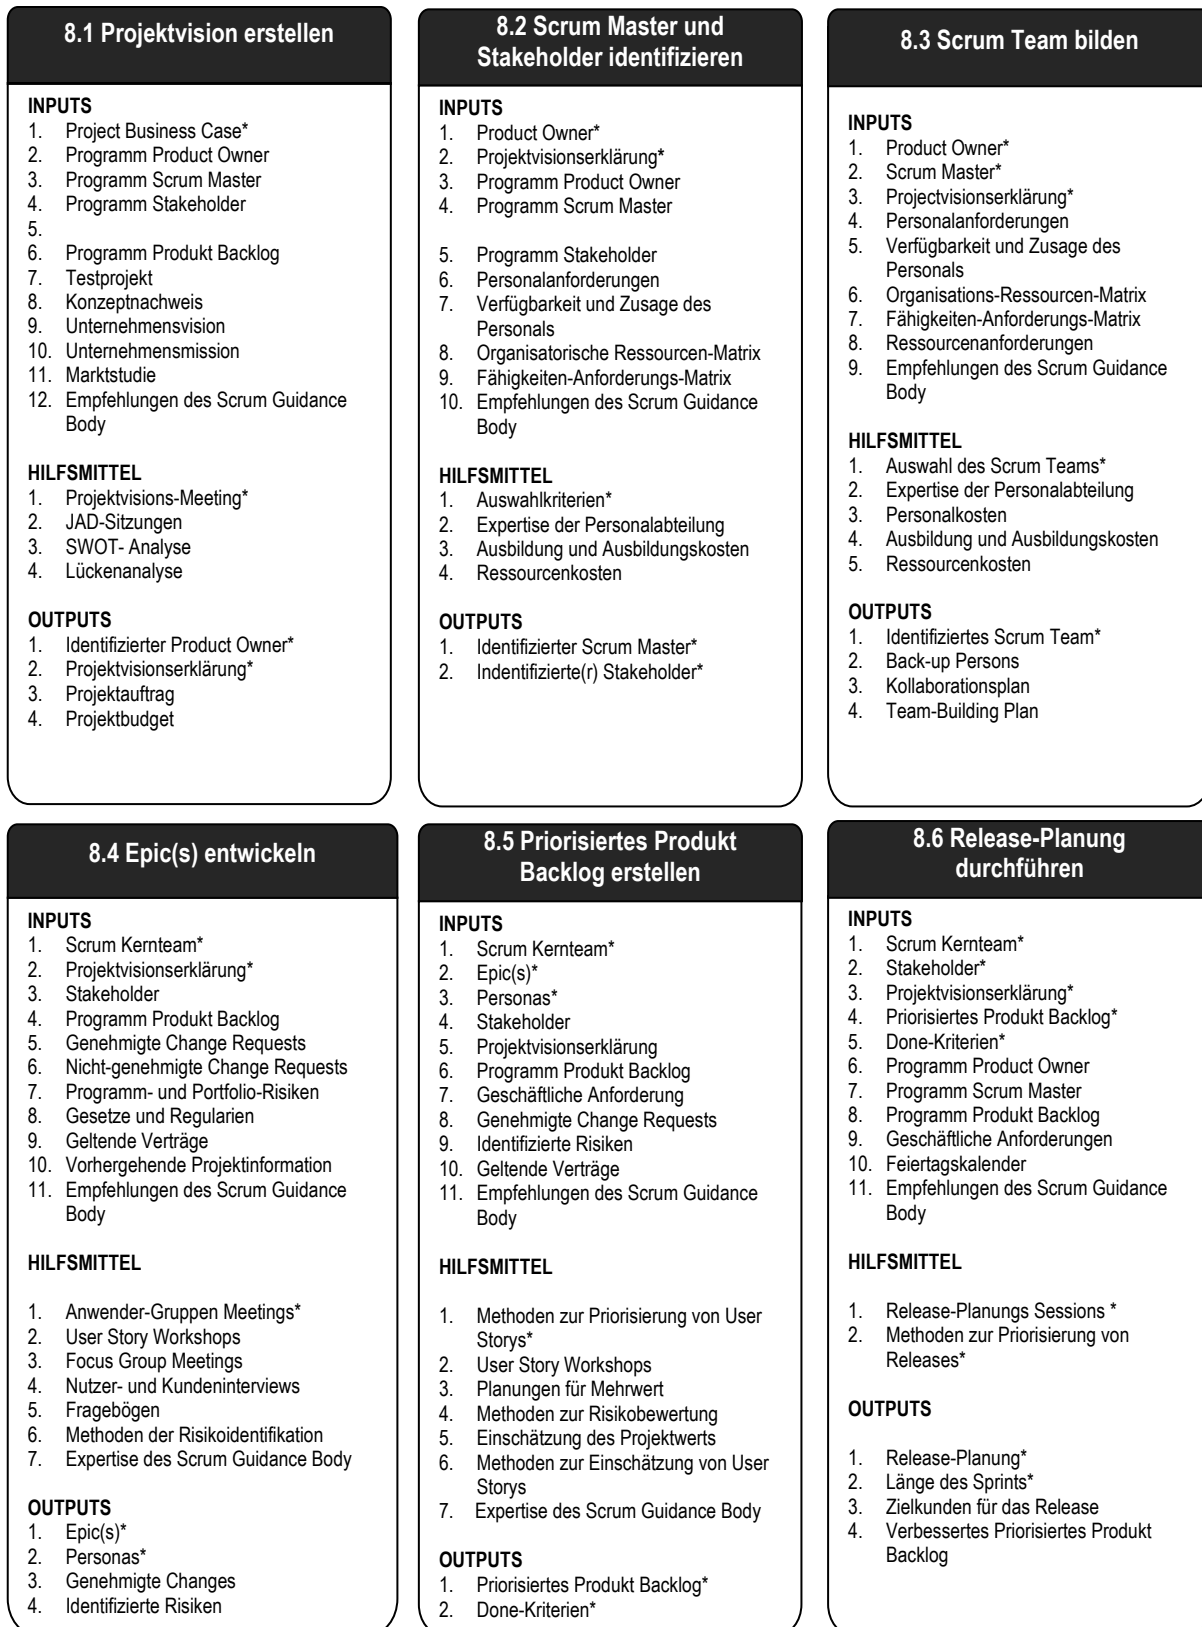 8.1 Projektvision erstellen
INPUTS
1. Project Business Case*
2. Programm Product Owner
3. Programm Scrum Master
4. Programm Stakeholder
5.
6. Programm Produkt Backlog
7. Testprojekt
8. Konzeptnachweis
9. Unternehmensvision
10. Unternehmensmission
11. Marktstudie
12. Empfehlungen des Scrum Guidance
Body
HILFSMITTEL
1. Projektvisions-Meeting*
2. JAD-Sitzungen
3. SWOT- Analyse
4. Lückenanalyse
OUTPUTS
1. Identifizierter Product Owner*
2. Projektvisionserklärung*
3. Projektauftrag
4. Projektbudget
8.2 Scrum Master und
Stakeholder identifizieren
INPUTS
1. Product Owner*
2. Projektvisionserklärung*
3. Programm Product Owner
4. Programm Scrum Master
5. Programm Stakeholder
6. Personalanforderungen
7. Verfügbarkeit und Zusage des
Personals
8. Organisatorische Ressourcen-Matrix
9. Fähigkeiten-Anforderungs-Matrix
10. Empfehlungen des Scrum Guidance
Body
HILFSMITTEL
1. Auswahlkriterien*
2. Expertise der Personalabteilung
3. Ausbildung und Ausbildungskosten
4. Ressourcenkosten
OUTPUTS
1. Identifizierter Scrum Master*
2. Indentifizierte(r) Stakeholder*
8.3 Scrum Team bilden
INPUTS
1. Product Owner*
2. Scrum Master*
3. Projectvisionserklärung*
4. Personalanforderungen
5. Verfügbarkeit und Zusage des
Personals
6. Organisations-Ressourcen-Matrix
7. Fähigkeiten-Anforderungs-Matrix
8. Ressourcenanforderungen
9. Empfehlungen des Scrum Guidance
Body
HILFSMITTEL
1. Auswahl des Scrum Teams*
2. Expertise der Personalabteilung
3. Personalkosten
4. Ausbildung und Ausbildungskosten
5. Ressourcenkosten
OUTPUTS
1. Identifiziertes Scrum Team*
2. Back-up Persons
3. Kollaborationsplan
4. Team-Building Plan
8.4 Epic(s) entwickeln
INPUTS
1. Scrum Kernteam*
2. Projektvisionserklärung*
3. Stakeholder
4. Programm Produkt Backlog
5. Genehmigte Change Requests
6. Nicht-genehmigte Change Requests
7. Programm- und Portfolio-Risiken
8. Gesetze und Regularien
9. Geltende Verträge
10. Vorhergehende Projektinformation
11. Empfehlungen des Scrum Guidance
Body
HILFSMITTEL
1. Anwender-Gruppen Meetings*
2. User Story Workshops
3. Focus Group Meetings
4. Nutzer- und Kundeninterviews
5. Fragebögen
6. Methoden der Risikoidentifikation
7. Expertise des Scrum Guidance Body
OUTPUTS
1. Epic(s)*
2. Personas*
3. Genehmigte Changes
4. Identifizierte Risiken
8.5 Priorisiertes Produkt
Backlog erstellen
INPUTS
1. Scrum Kernteam*
2. Epic(s)*
3. Personas*
4. Stakeholder
5. Projektvisionserklärung
6. Programm Produkt Backlog
7. Geschäftliche Anforderung
8. Genehmigte Change Requests
9. Identifizierte Risiken
10. Geltende Verträge
11. Empfehlungen des Scrum Guidance
Body
HILFSMITTEL
1. Methoden zur Priorisierung von User
Storys*
2. User Story Workshops
3. Planungen für Mehrwert
4. Methoden zur Risikobewertung
5. Einschätzung des Projektwerts
6. Methoden zur Einschätzung von User
Storys
7. Expertise des Scrum Guidance Body
OUTPUTS
1. Priorisiertes Produkt Backlog*
2. Done-Kriterien*
8.6 Release-Planung
durchführen
INPUTS
1. Scrum Kernteam*
2. Stakeholder*
3. Projektvisionserklärung*
4. Priorisiertes Produkt Backlog*
5. Done-Kriterien*
6. Programm Product Owner
7. Programm Scrum Master
8. Programm Produkt Backlog
9. Geschäftliche Anforderungen
10. Feiertagskalender
11. Empfehlungen des Scrum Guidance
Body
HILFSMITTEL
1. Release-Planungs Sessions *
2. Methoden zur Priorisierung von
Releases*
OUTPUTS
1. Release-Planung*
2. Länge des Sprints*
3. Zielkunden für das Release
4. Verbessertes Priorisiertes Produkt
Backlog